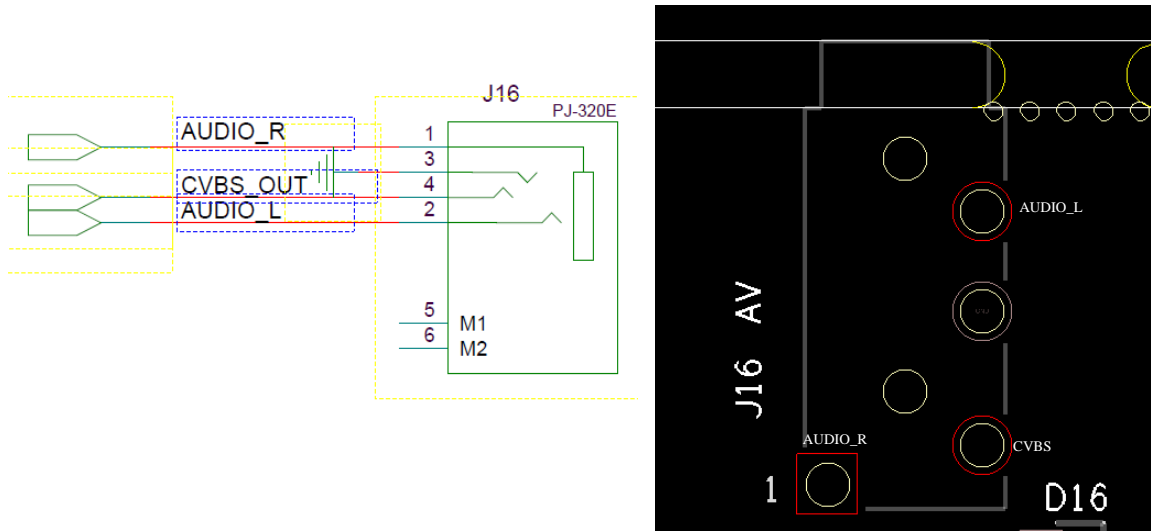 J16
PJ-320E
AUDIO_R
1
3
CVBS_OUT
4
AUDIO_L
2
5
M1
6
M2
AUDIO_L
J16 AV
AUDIO_R
CVBS
1
D16